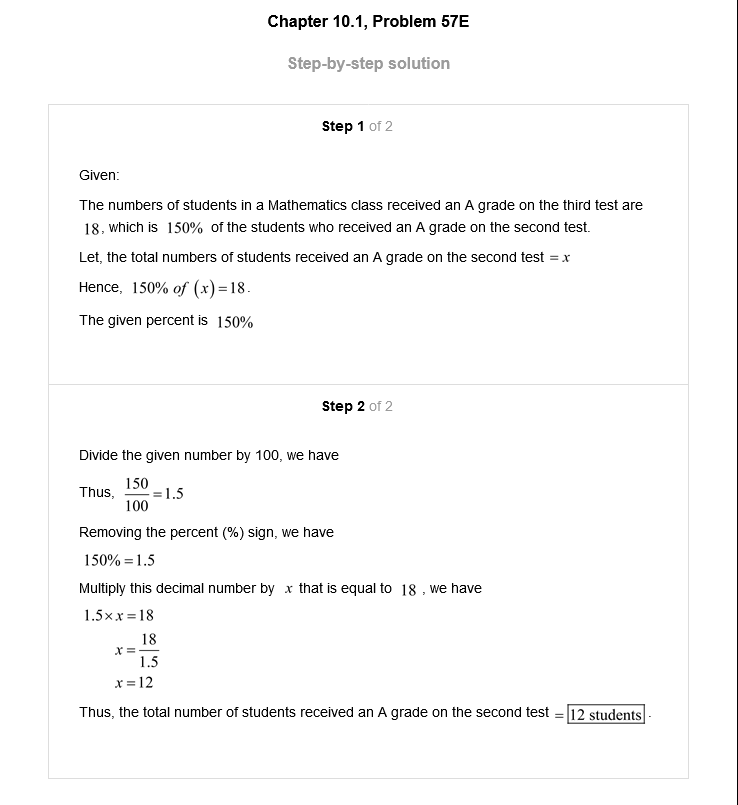 Chapter 10.1, Problem 57E
Step-by-step solution
Step 1 of 2
Given:
The numbers of students in a Mathematics class received an A grade on the third test are
18, which is 150% of the students who received an A grade on the second test.
Let, the total numbers of students received an A grade on the second test = x
Hence, 150% of (x) = 18.
The given percent is 150%
Step 2 of 2
Divide the given number by 100, we have
Thus, 150/100 = 1.5
Removing the percent (%) sign, we have
150% = 1.5
Multiply this decimal number by x that is equal to 18 , we have
1.5 × x = 18
x = 18/1.5
x = 12
Thus, the total number of students received an A grade on the second test = 12 students .